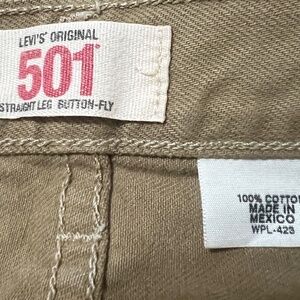 LEVI'S® ORIGINAL
501®
STRAIGHT LEG BUTTON-FLY
100% COTTON
MADE IN
MEXICO
WPL-423